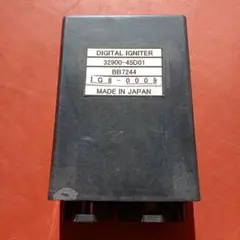 DIGITAL IGNITER
32900-45D01
BB7244
IG8-0009
MADE IN JAPAN